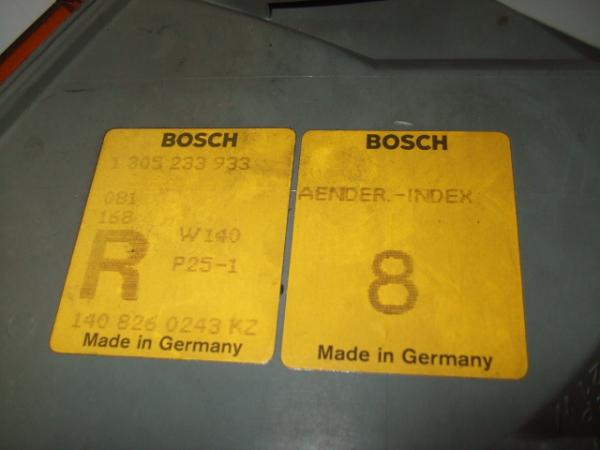 BOSCH
1 305 233 933
081
168
R
W140
P25-1
140 826 0243 KZ
Made in Germany
BOSCH
AENDER.-INDEX
8
Made in Germany